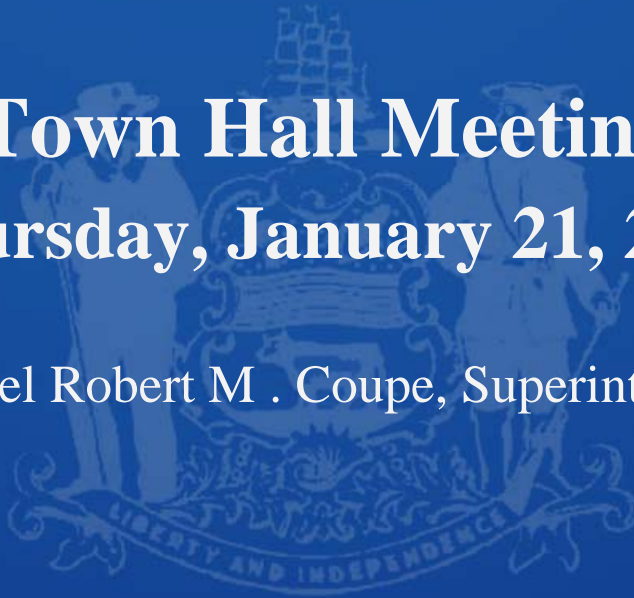 Town Hall Meetin
ursday, January 21, 2
el Robert M . Coupe, Superint
LIBERTY AND INDEPENDENCE